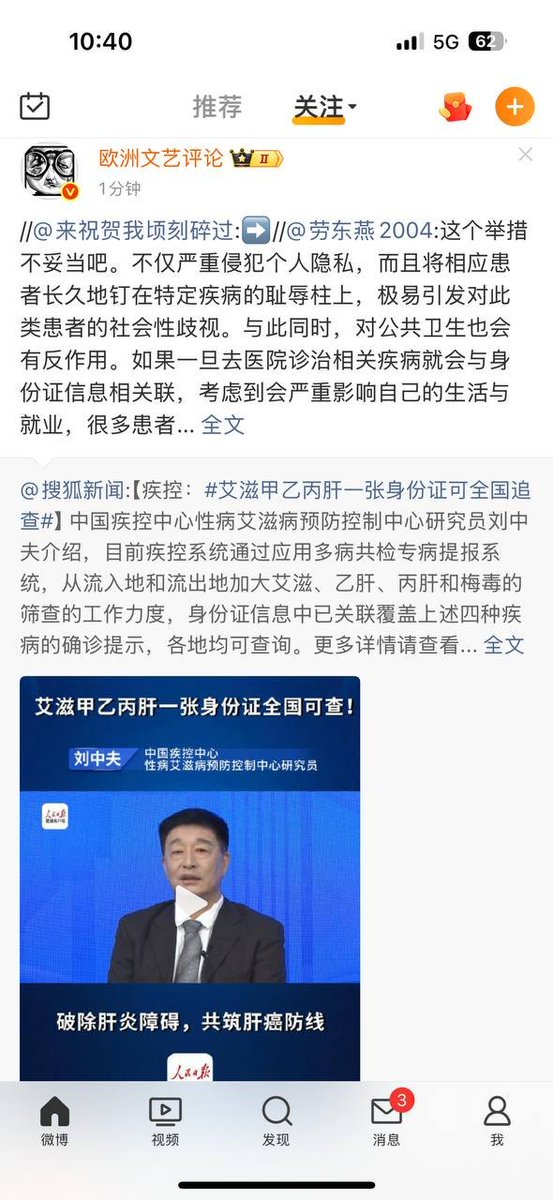 10:40
5G
62
推荐
关注
欧洲文艺评论
II
1分钟
//@来祝贺我顷刻碎过:➡️//@劳东燕2004:这个举措
不妥当吧。不仅严重侵犯个人隐私，而且将相应患
者长久地钉在特定疾病的耻辱柱上，极易引发对此
类患者的社会性歧视。与此同时，对公共卫生也会
有反作用。如果一旦去医院诊治相关疾病就会与身
份证信息相关联，考虑到会严重影响自己的生活与
就业，很多患者... 全文
@搜狐新闻:【疾控：#艾滋甲乙丙肝一张身份证可全国追
查#】中国疾控中心性病艾滋病预防控制中心研究员刘中
夫介绍，目前疾控系统通过应用多病共检专病提报系
统，从流入地和流出地加大艾滋、乙肝、丙肝和梅毒的
筛查的工作力度，身份证信息中已关联覆盖上述四种疾
病的确诊提示，各地均可查询。更多详情请查看... 全文
艾滋甲乙丙肝一张身份证全国可查！
刘中夫
中国疾控中心
性病艾滋病预防控制中心研究员
人民日报
破除肝炎障碍，共筑肝癌防线
人民日报
微博
视频
发现
3
消息
我